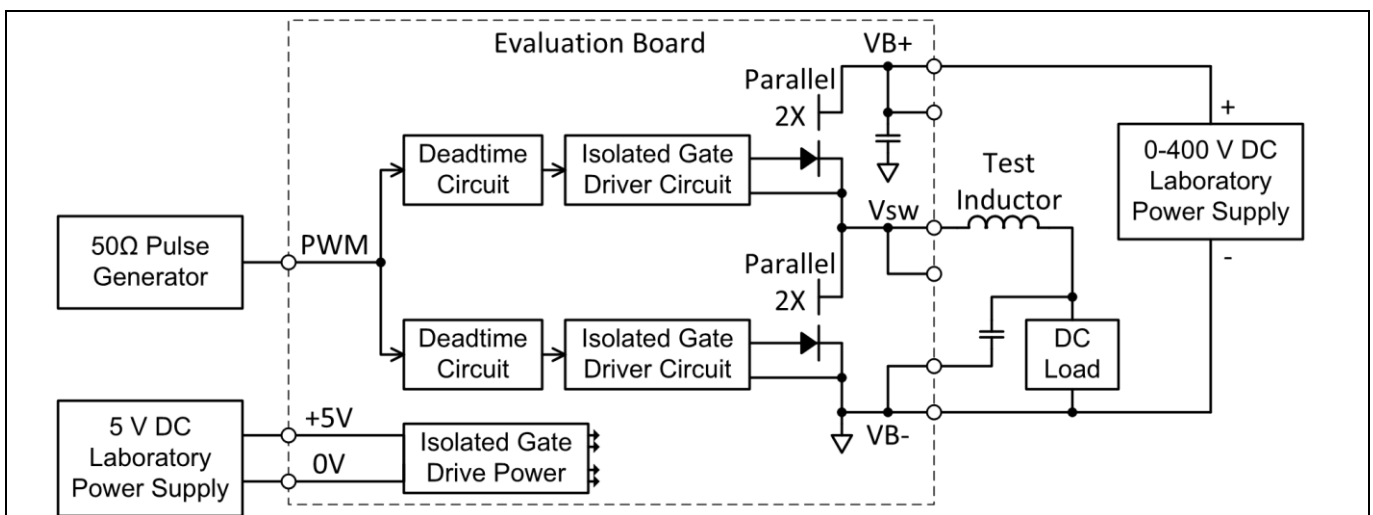 Evaluation Board
VB+
Parallel
2X
+
Deadtime
Circuit
Isolated Gate
Driver Circuit
0-400 V DC
Laboratory
Power Supply
Test
Inductor
Vsw
-
50Ω Pulse
Generator
PWM
Parallel
2X
Deadtime
Circuit
Isolated Gate
Driver Circuit
DC
Load
VB-
5 V DC
Laboratory
Power Supply
+5V
0V
Isolated Gate
Drive Power